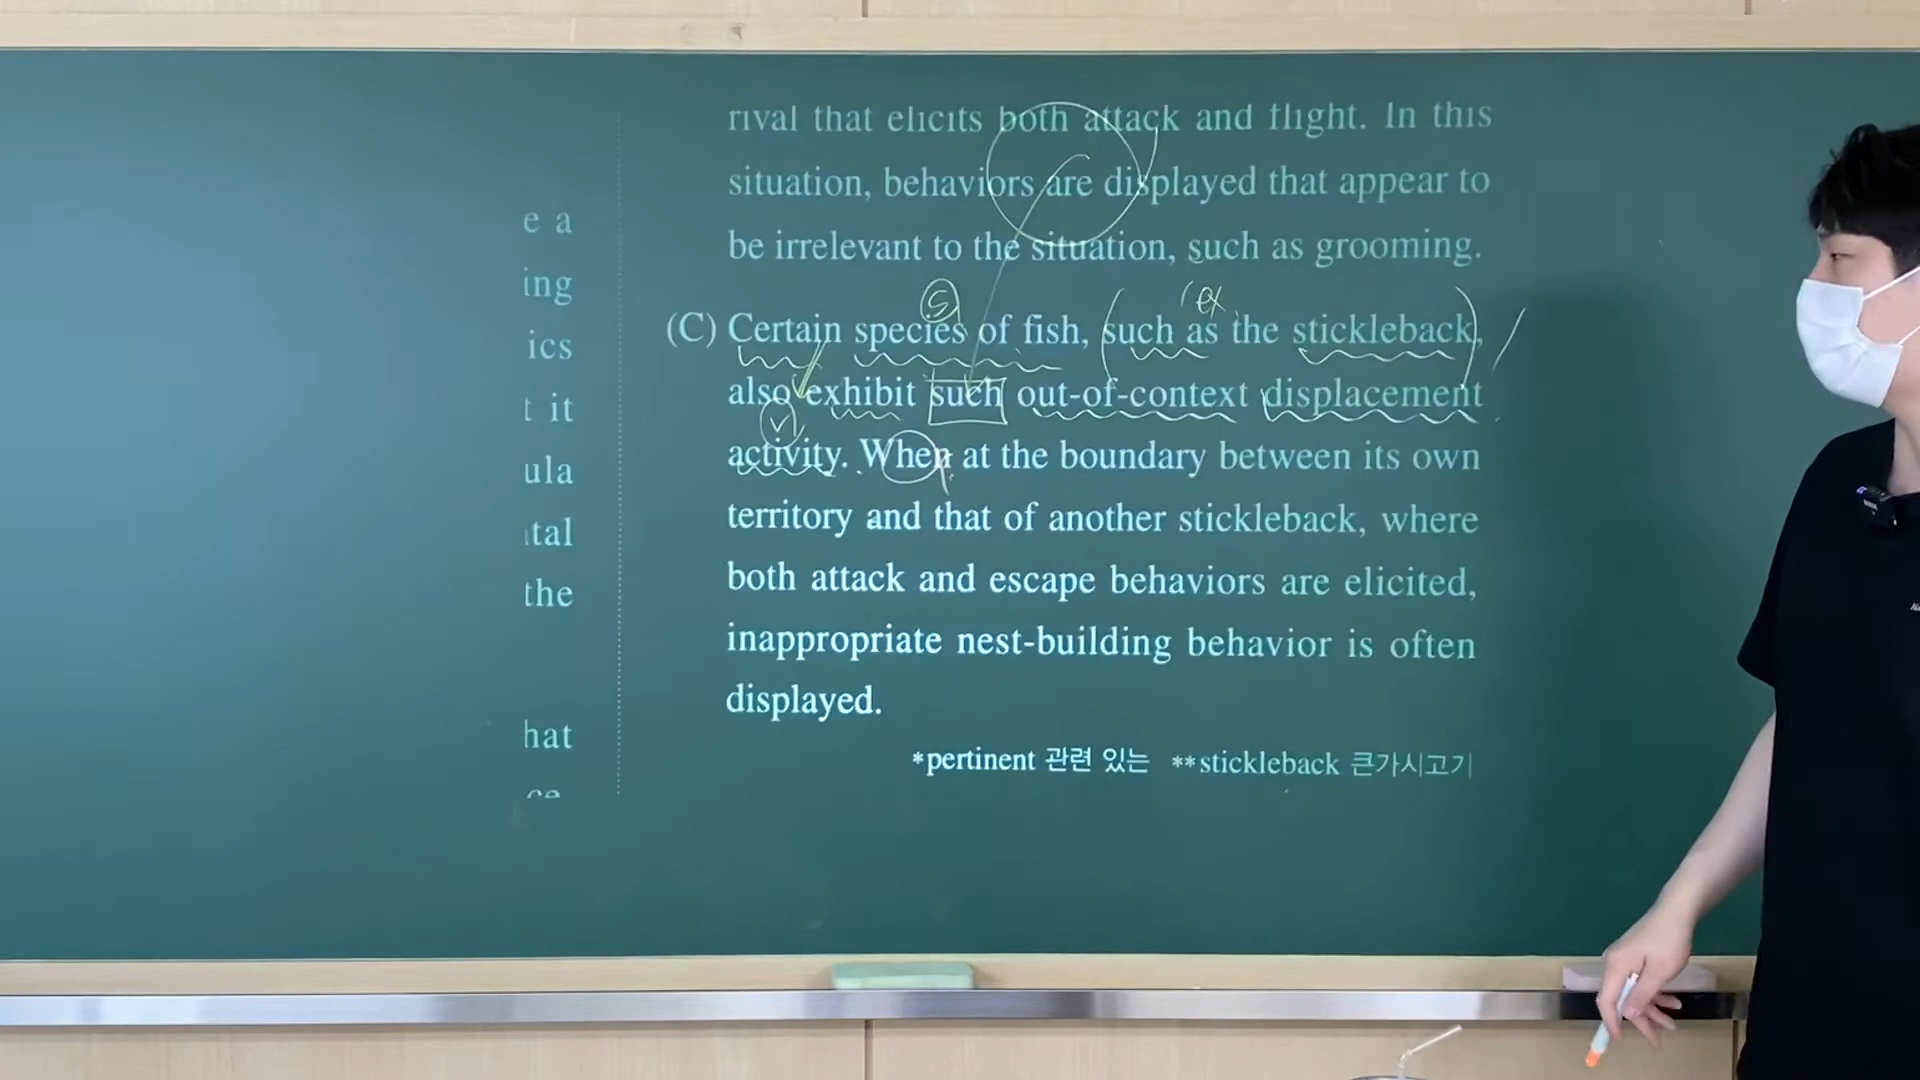 rival that elicits both attack and flight. In this
situation, behaviors are displayed that appear to
be irrelevant to the situation, such as grooming.
S
ex
(C) Certain species of fish, such as the stickleback,
also exhibit such out-of-context displacement
V
activity. When at the boundary between its own
territory and that of another stickleback, where
both attack and escape behaviors are elicited,
inappropriate nest-building behavior is often
displayed.
*pertinent 관련 있는 **stickleback 큰가시고기
e a
ing
ics
t it
ula
tal
the
hat